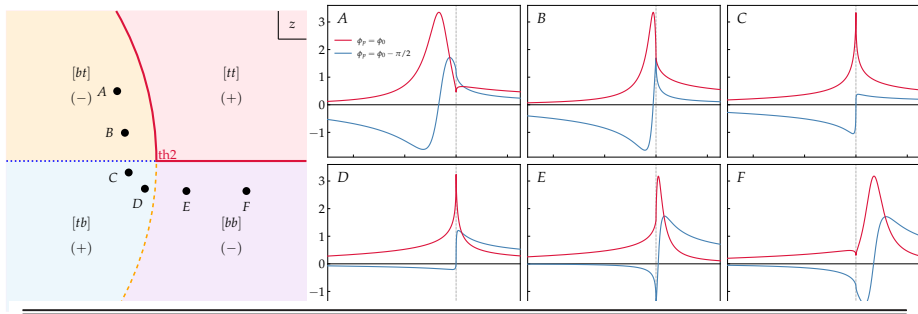 z
[bt]
(−)
[tt]
(+)
A
B
th2
C
D
E
F
[tb]
(+)
[bb]
(−)
A
ϕp = ϕ0
ϕp = ϕ0 − π/2
3
2
1
0
−1
B
C
D
3
2
1
0
−1
E
F